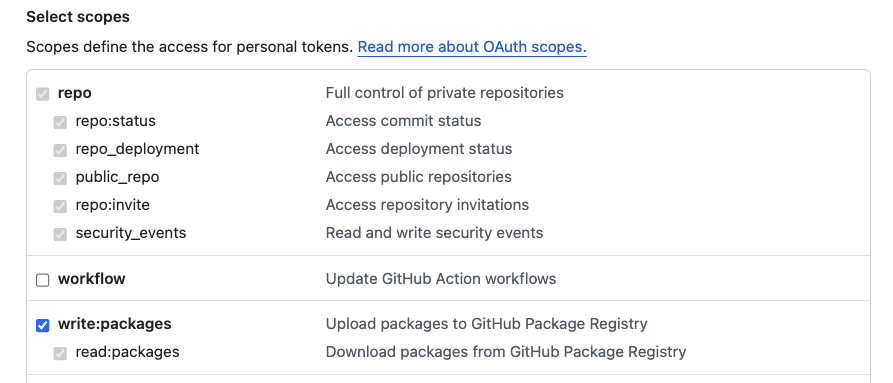 Select scopes
Scopes define the access for personal tokens. Read more about OAuth scopes.
repo Full control of private repositories
repo:status Access commit status
repo_deployment Access deployment status
public_repo Access public repositories
repo:invite Access repository invitations
security_events Read and write security events
workflow Update GitHub Action workflows
write:packages Upload packages to GitHub Package Registry
read:packages Download packages from GitHub Package Registry